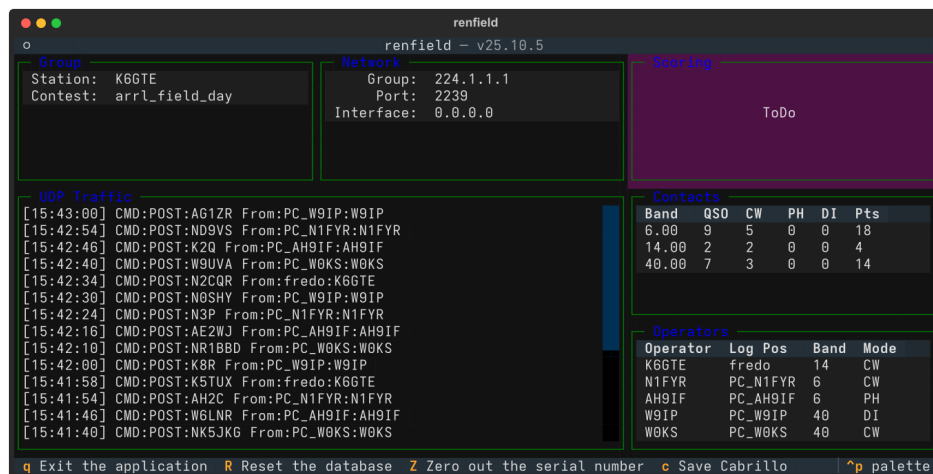 renfield
renfield — v25.10.5
Group
Station: K6GTE
Contest: arrl_field_day
Network
Group: 224.1.1.1
Port: 2239
Interface: 0.0.0.0
Scoring
ToDo
UDP Traffic
[15:43:00] CMD:POST:AG1ZR From:PC_W9IP:W9IP
[15:42:54] CMD:POST:ND9VS From:PC_N1FYR:N1FYR
[15:42:46] CMD:POST:K2Q From:PC_AH9IF:AH9IF
[15:42:40] CMD:POST:W9UVA From:PC_W0KS:W0KS
[15:42:34] CMD:POST:N2CQR From:fredo:K6GTE
[15:42:30] CMD:POST:N0SHY From:PC_W9IP:W9IP
[15:42:24] CMD:POST:N3P From:PC_N1FYR:N1FYR
[15:42:16] CMD:POST:AE2WJ From:PC_AH9IF:AH9IF
[15:42:10] CMD:POST:NR1BBD From:PC_W0KS:W0KS
[15:42:00] CMD:POST:K8R From:PC_W9IP:W9IP
[15:41:58] CMD:POST:K5TUX From:fredo:K6GTE
[15:41:54] CMD:POST:AH2C From:PC_N1FYR:N1FYR
[15:41:46] CMD:POST:W6LNR From:PC_AH9IF:AH9IF
[15:41:40] CMD:POST:NK5JKG From:PC_W0KS:W0KS
Contacts
Band QSO CW PH DI Pts
6.00 9 5 0 0 18
14.00 2 2 0 0 4
40.00 7 3 0 0 14
Operators
Operator Log Pos Band Mode
K6GTE fredo 14 CW
N1FYR PC_N1FYR 6 CW
AH9IF PC_AH9IF 6 PH
W9IP PC_W9IP 40 DI
W0KS PC_W0KS 40 CW
q Exit the application R Reset the database Z Zero out the serial number c Save Cabrillo ^p palette